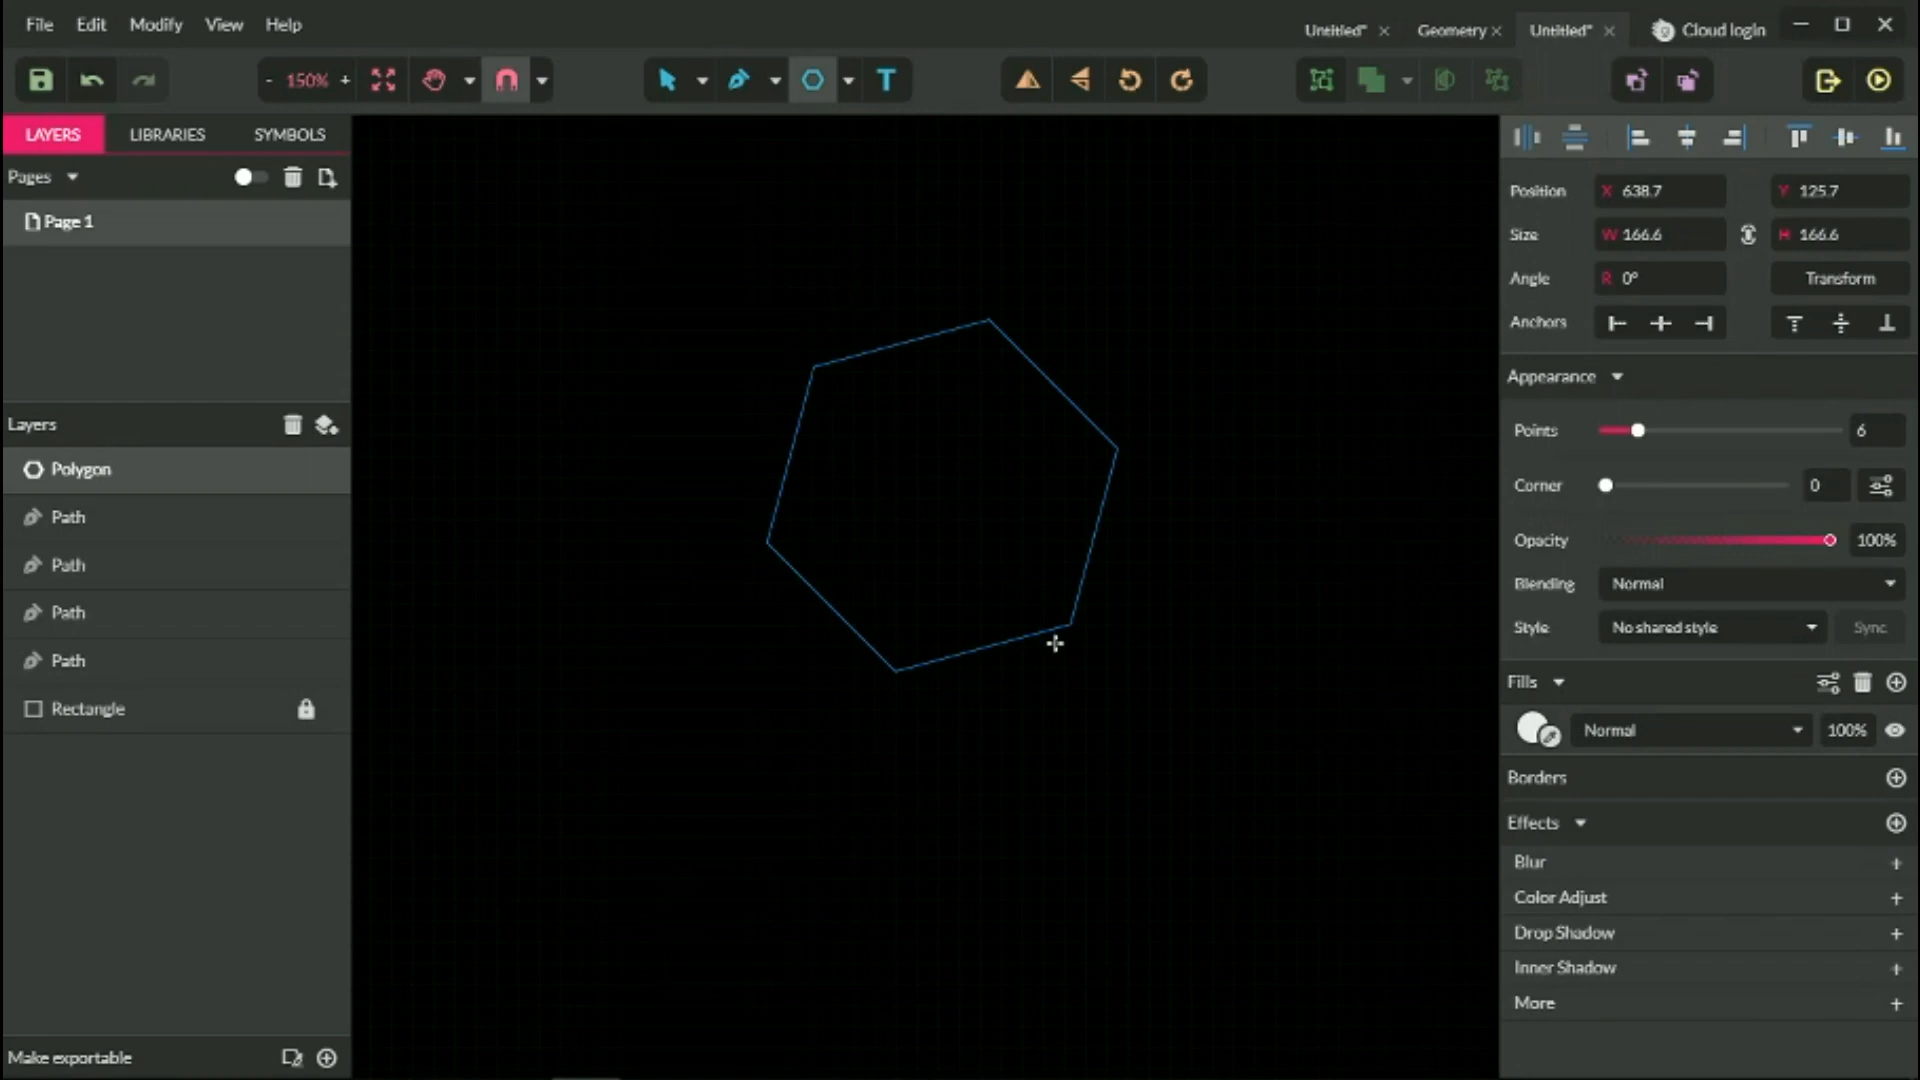 File Edit Modify View Help
Untitled* Geometry Untitled* Cloud login
- 150% +
T
LAYERS LIBRARIES SYMBOLS
Pages
Page 1
Layers
Polygon
Path
Path
Path
Path
Rectangle
Make exportable
Position X 638.7 Y 125.7
Size W 166.6 H 166.6
Angle R 0° Transform
Anchors
Appearance
Points 6
Corner 0
Opacity 100%
Blending Normal
Style No shared style Sync
Fills
Normal 100%
Borders
Effects
Blur +
Color Adjust +
Drop Shadow +
Inner Shadow +
More +